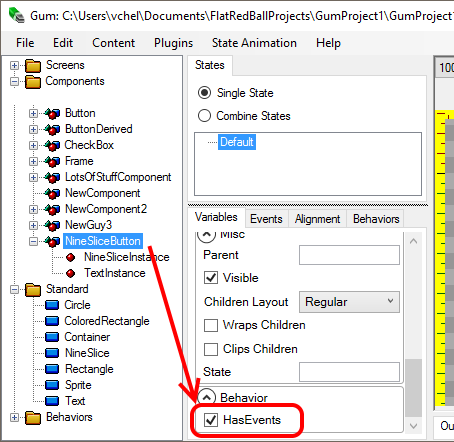 Gum: C:\Users\vchel\Documents\FlatRedBallProjects\GumProject1\GumProject1
File Edit Content Plugins State Animation Help
Screens
Components
Button
ButtonDerived
CheckBox
Frame
LotsOfStuffComponent
NewComponent
NewComponent2
NewGuy3
NineSliceButton
NineSliceInstance
TextInstance
Standard
Circle
ColoredRectangle
Container
NineSlice
Rectangle
Sprite
Text
Behaviors
States
Single State
Combine States
Default
Variables Events Alignment Behaviors
Misc
Parent
Visible
Children Layout Regular
Wraps Children
Clips Children
State
Behavior
HasEvents
100
Ou